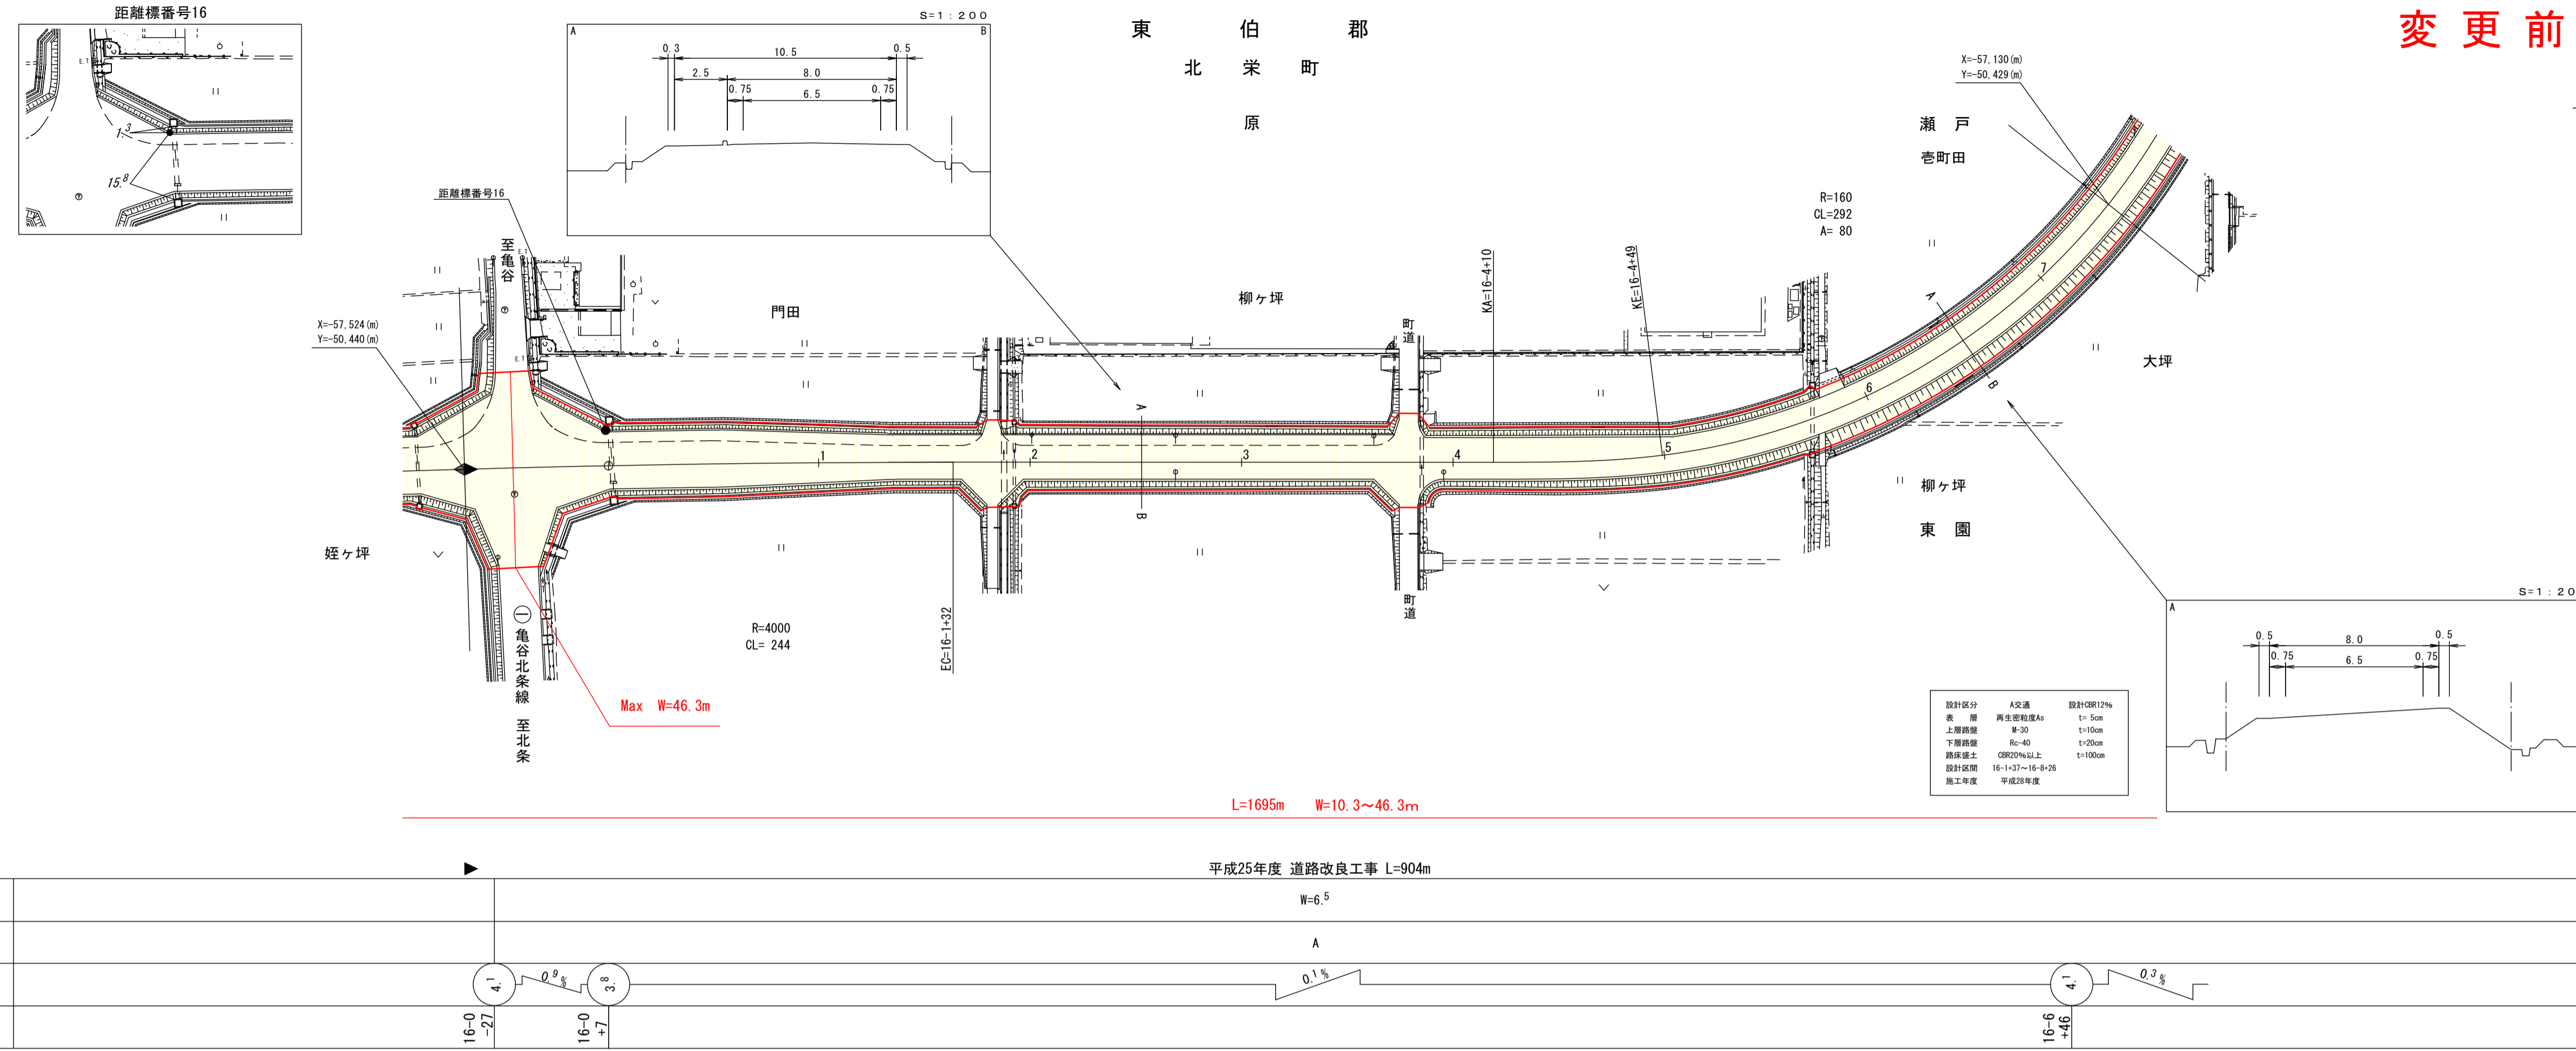 距離標番号16
E.T
1.3
15.8
S=1:200
A
B
0.3
10.5
0.5
2.5
8.0
0.75
6.5
0.75
東伯郡
北栄町
原
変更前
X=-57,130(m)
Y=-50,429(m)
瀬戸
壱町田
R=160
CL=292
A= 80
距離標番号16
至亀谷
E.T
E.T
X=-57,524(m)
Y=-50,440(m)
門田
柳ヶ坪
町道
KA=16-4+10
KE=16-4+49
大坪
A
B
A
B
1
2
3
4
5
6
7
姪ヶ坪
柳ヶ坪
東園
町道
R=4000
CL= 244
EC=16-1+32
一 亀谷北条線 至北条
Max W=46.3m
S=1:20
A
0.5
8.0
0.5
0.75
6.5
0.75
設計区分 A交通 設計CBR12%
表層 再生密粒度As t= 5cm
上層路盤 M-30 t=10cm
下層路盤 Rc-40 t=20cm
路床盛土 CBR20%以上 t=100cm
設計区間 16-1+37〜16-8+26
施工年度 平成28年度
L=1695m W=10.3〜46.3m
平成25年度 道路改良工事 L=904m
W=6.5
A
4.1
0.9%
3.8
0.1%
4.1
0.3%
16-0
-27
16-0
+7
16-6
+46